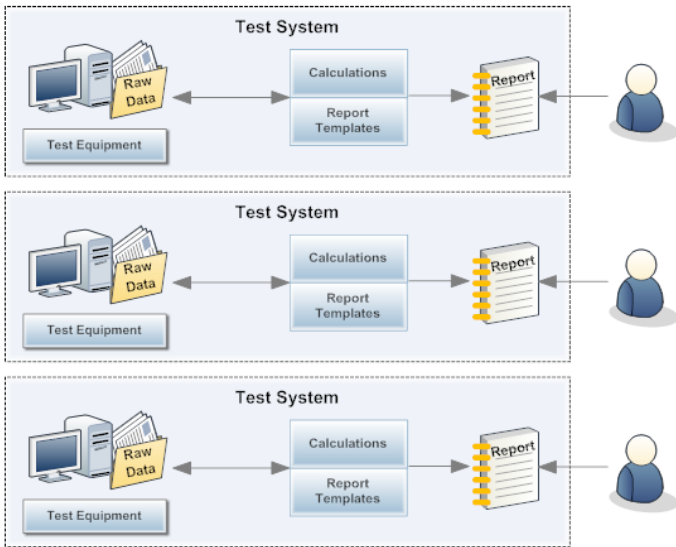 Test System
Raw
Data
Test Equipment
Calculations
Report
Templates
Report
Test System
Raw
Data
Test Equipment
Calculations
Report
Templates
Report
Test System
Raw
Data
Test Equipment
Calculations
Report
Templates
Report